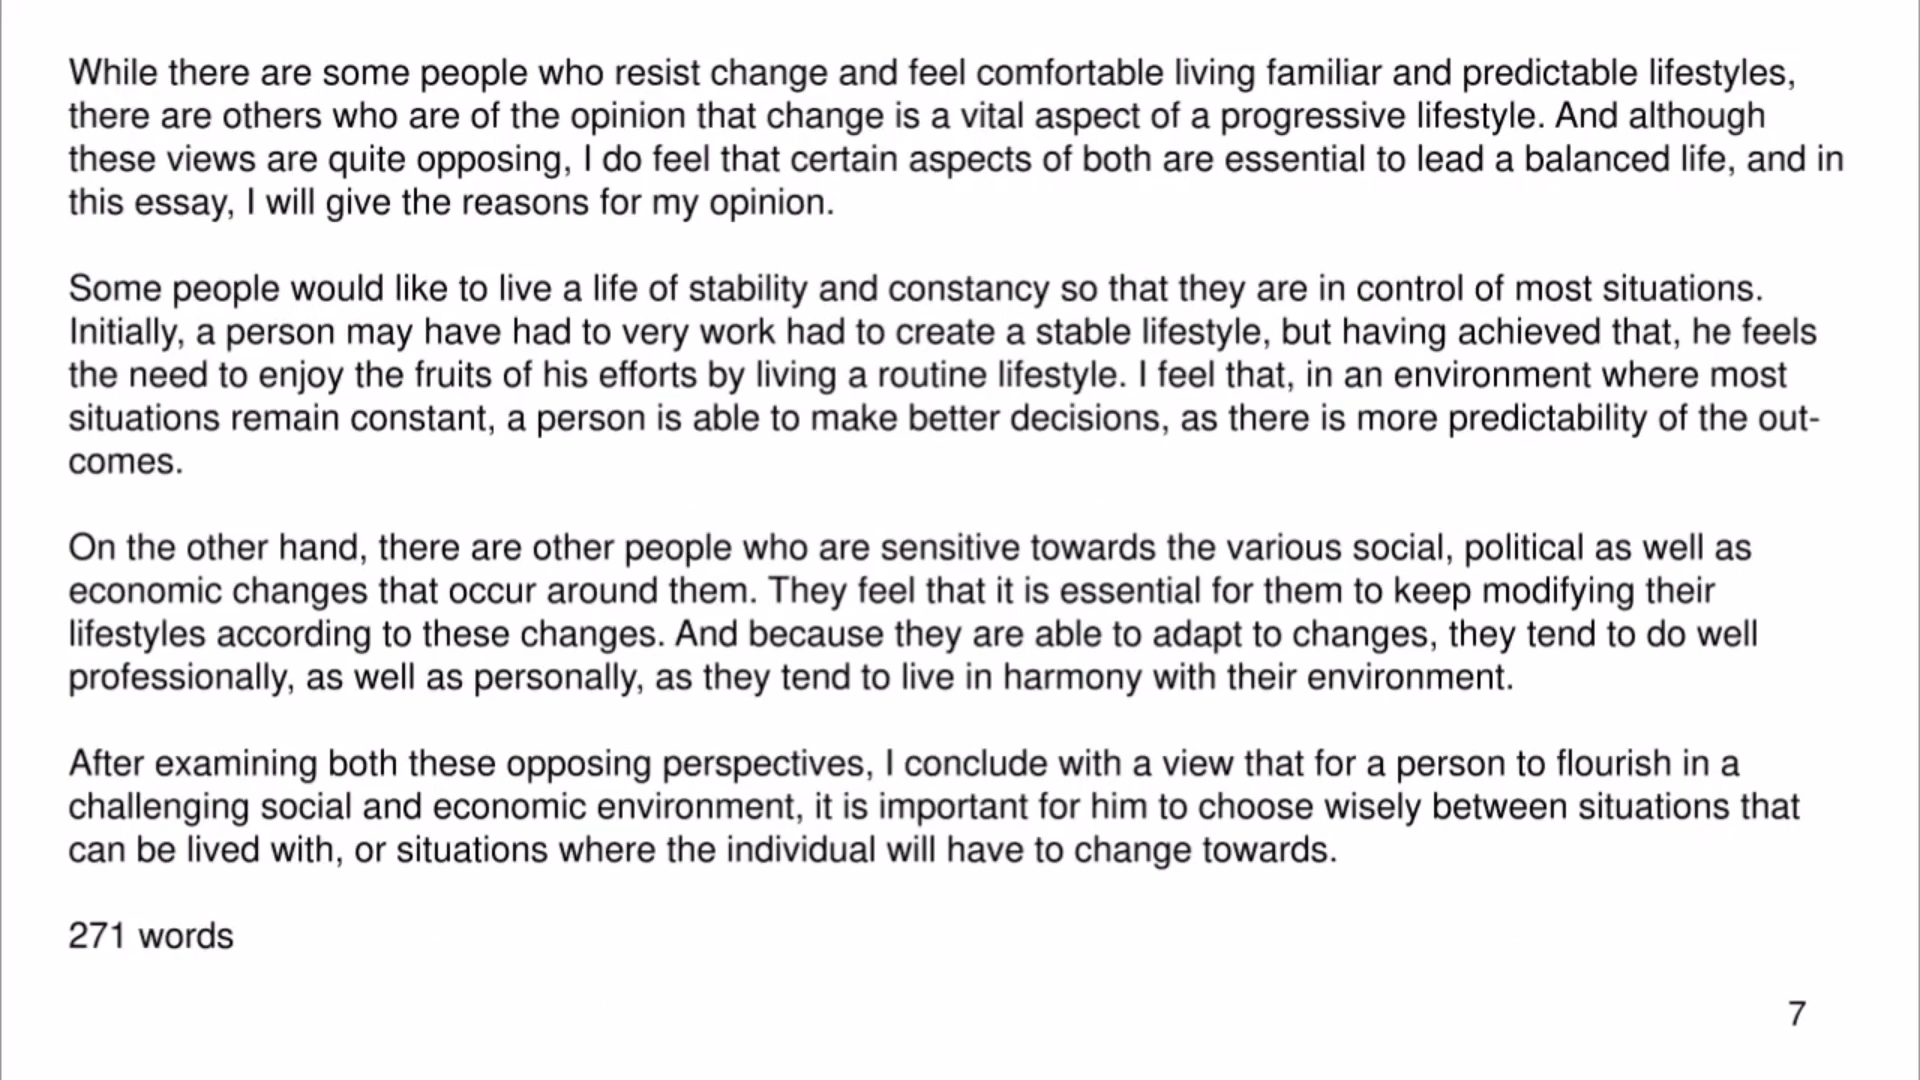 While there are some people who resist change and feel comfortable living familiar and predictable lifestyles,
there are others who are of the opinion that change is a vital aspect of a progressive lifestyle. And although
these views are quite opposing, I do feel that certain aspects of both are essential to lead a balanced life, and in
this essay, I will give the reasons for my opinion.
Some people would like to live a life of stability and constancy so that they are in control of most situations.
Initially, a person may have had to very work had to create a stable lifestyle, but having achieved that, he feels
the need to enjoy the fruits of his efforts by living a routine lifestyle. I feel that, in an environment where most
situations remain constant, a person is able to make better decisions, as there is more predictability of the out-
comes.
On the other hand, there are other people who are sensitive towards the various social, political as well as
economic changes that occur around them. They feel that it is essential for them to keep modifying their
lifestyles according to these changes. And because they are able to adapt to changes, they tend to do well
professionally, as well as personally, as they tend to live in harmony with their environment.
After examining both these opposing perspectives, I conclude with a view that for a person to flourish in a
challenging social and economic environment, it is important for him to choose wisely between situations that
can be lived with, or situations where the individual will have to change towards.
271 words
7